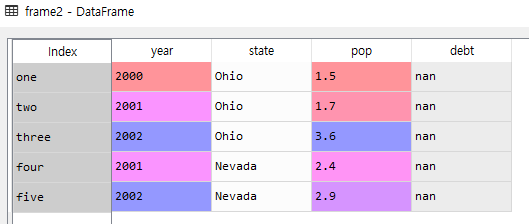 frame2 - DataFrame
Index year state pop debt
one 2000 Ohio 1.5 nan
two 2001 Ohio 1.7 nan
three 2002 Ohio 3.6 nan
four 2001 Nevada 2.4 nan
five 2002 Nevada 2.9 nan